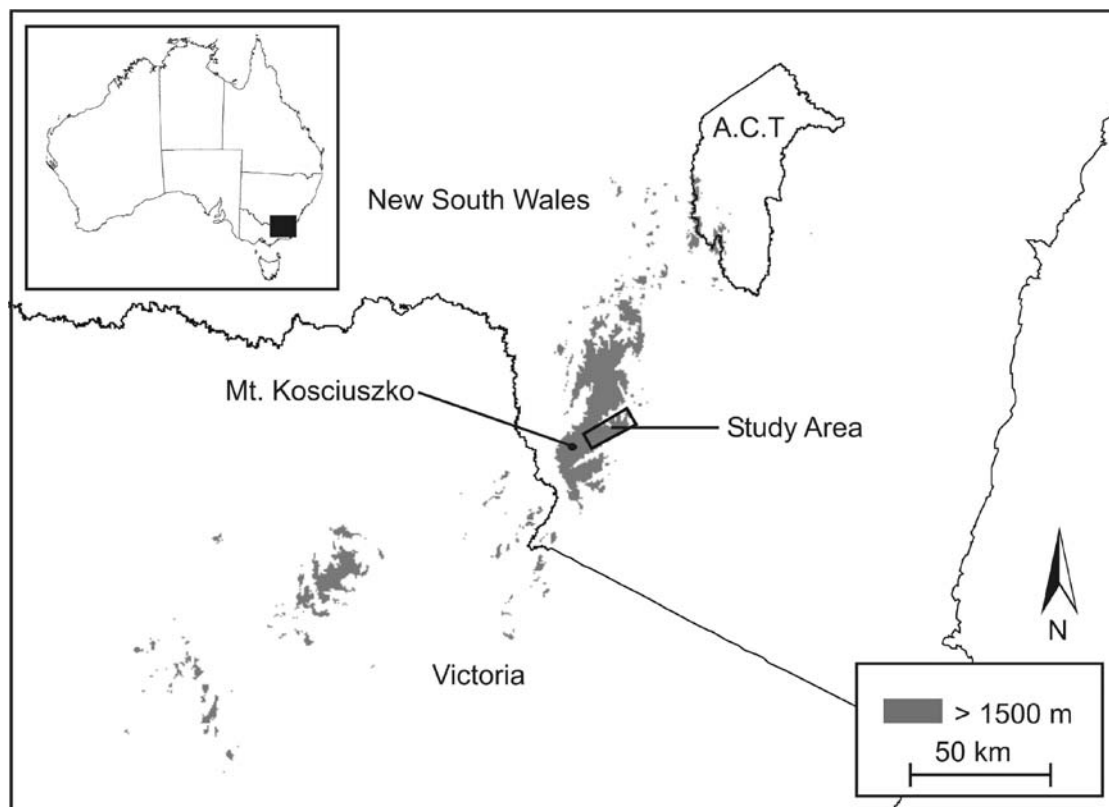 A.C.T
New South Wales
Mt. Kosciuszko
Study Area
Victoria
N
> 1500 m
50 km